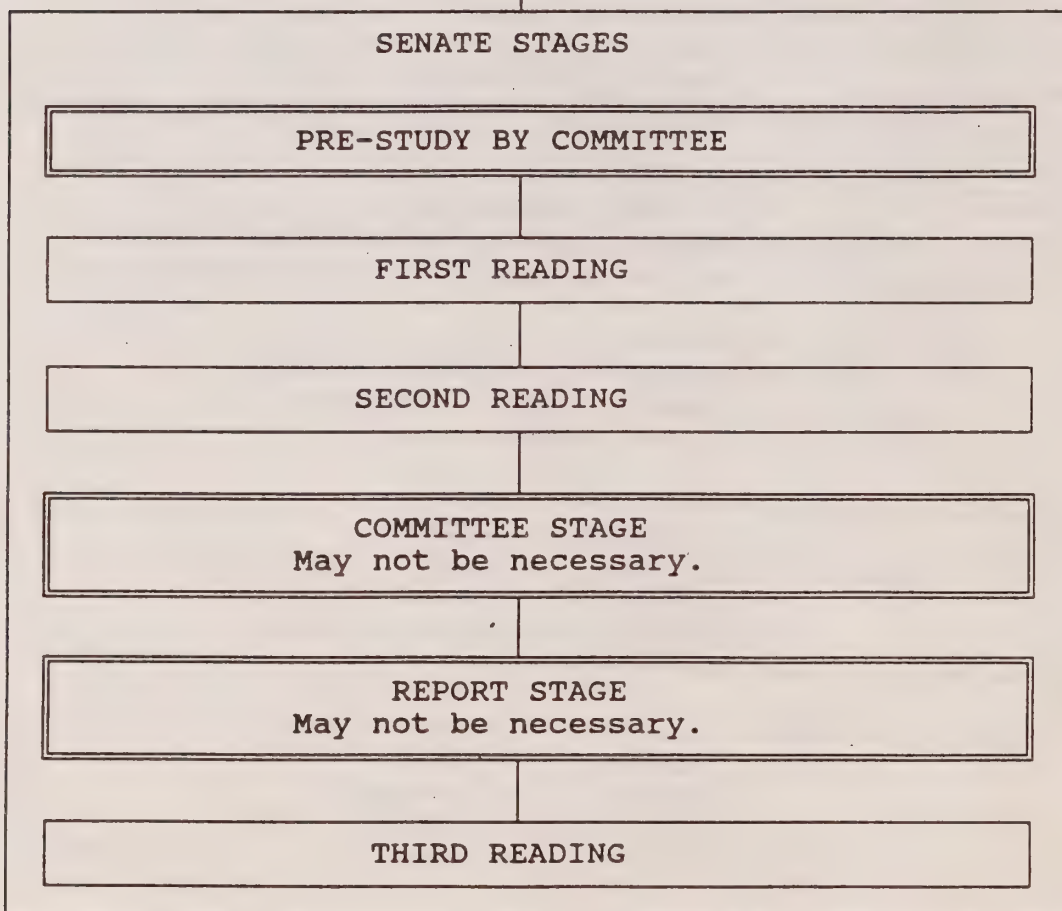 SENATE STAGES
PRE-STUDY BY COMMITTEE
FIRST READING
SECOND READING
COMMITTEE STAGE
May not be necessary.
REPORT STAGE
May not be necessary.
THIRD READING